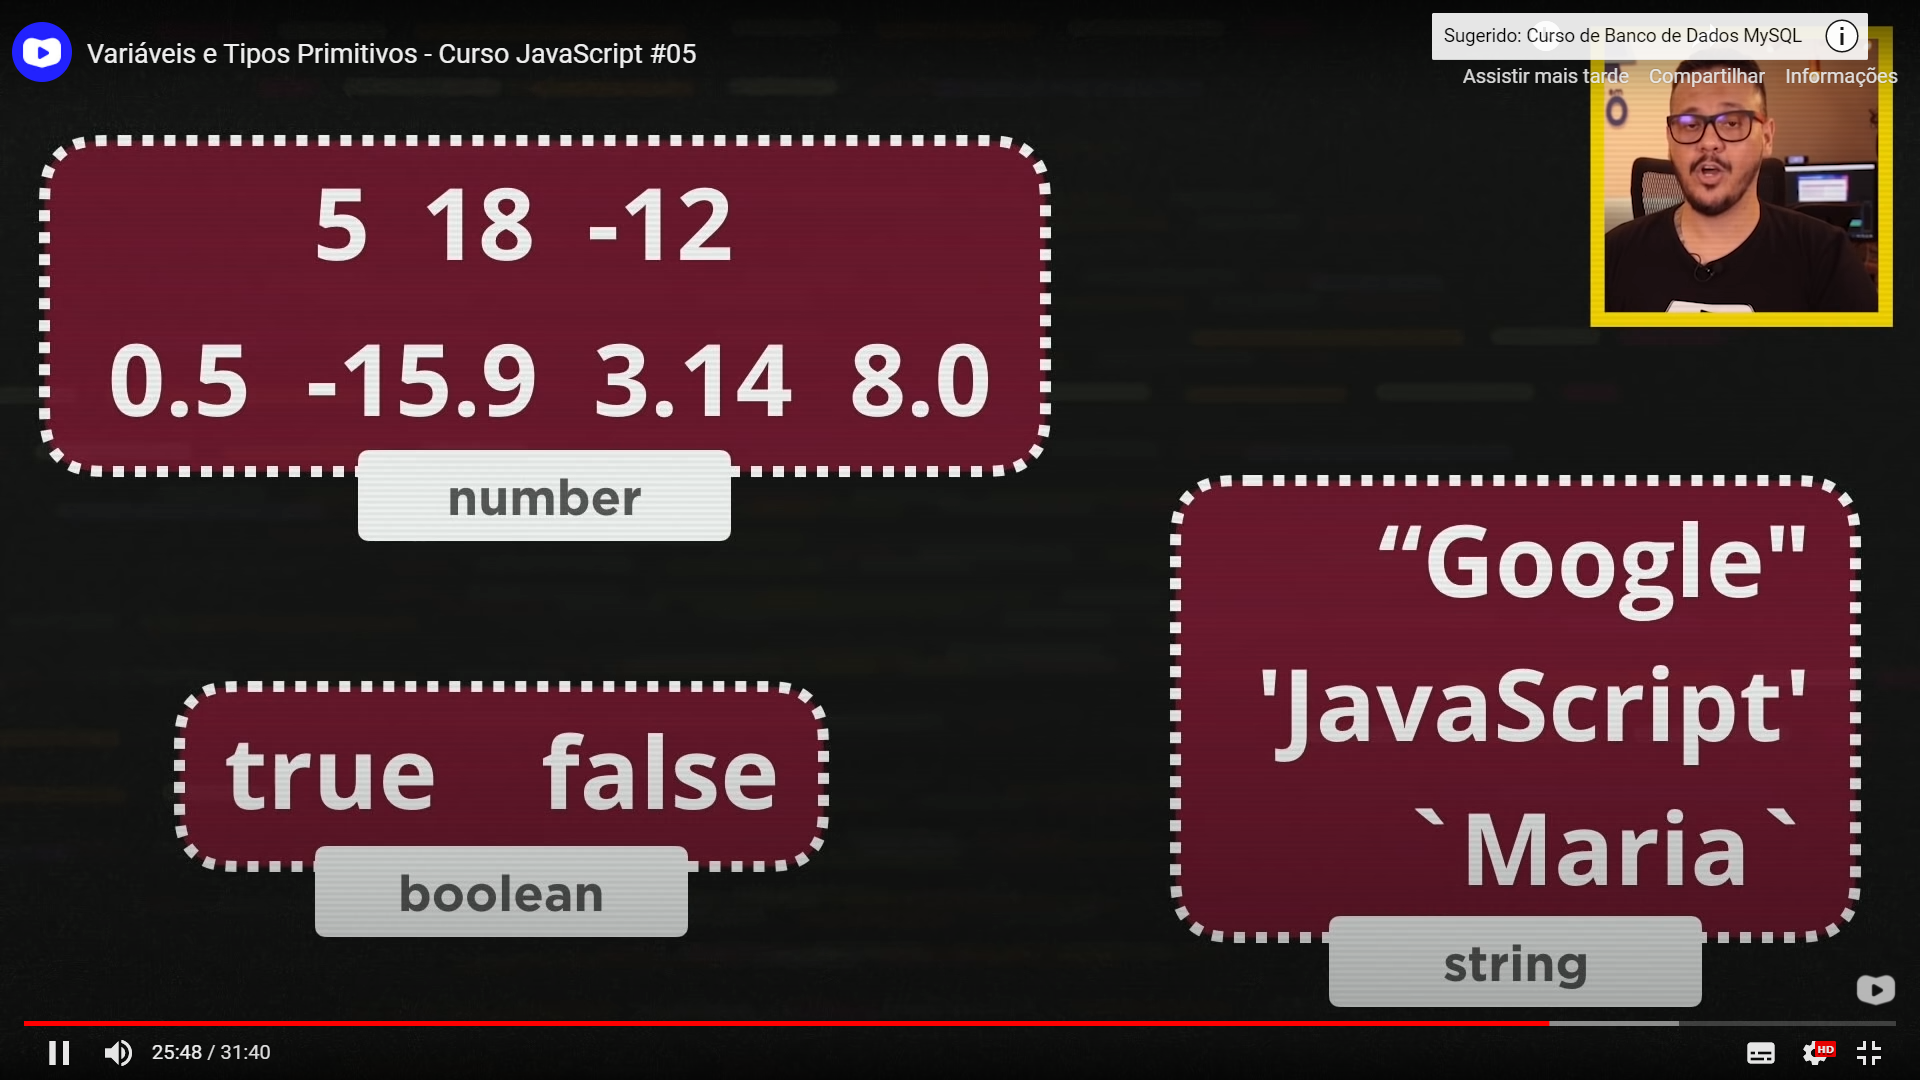 Variáveis e Tipos Primitivos - Curso JavaScript #05
Sugerido: Curso de Banco de Dados MySQL
Assistir mais tarde Compartilhar Informações
5 18 -12
0.5 -15.9 3.14 8.0
number
“Google"
'JavaScript'
`Maria`
string
true false
boolean
25:48 / 31:40
HD